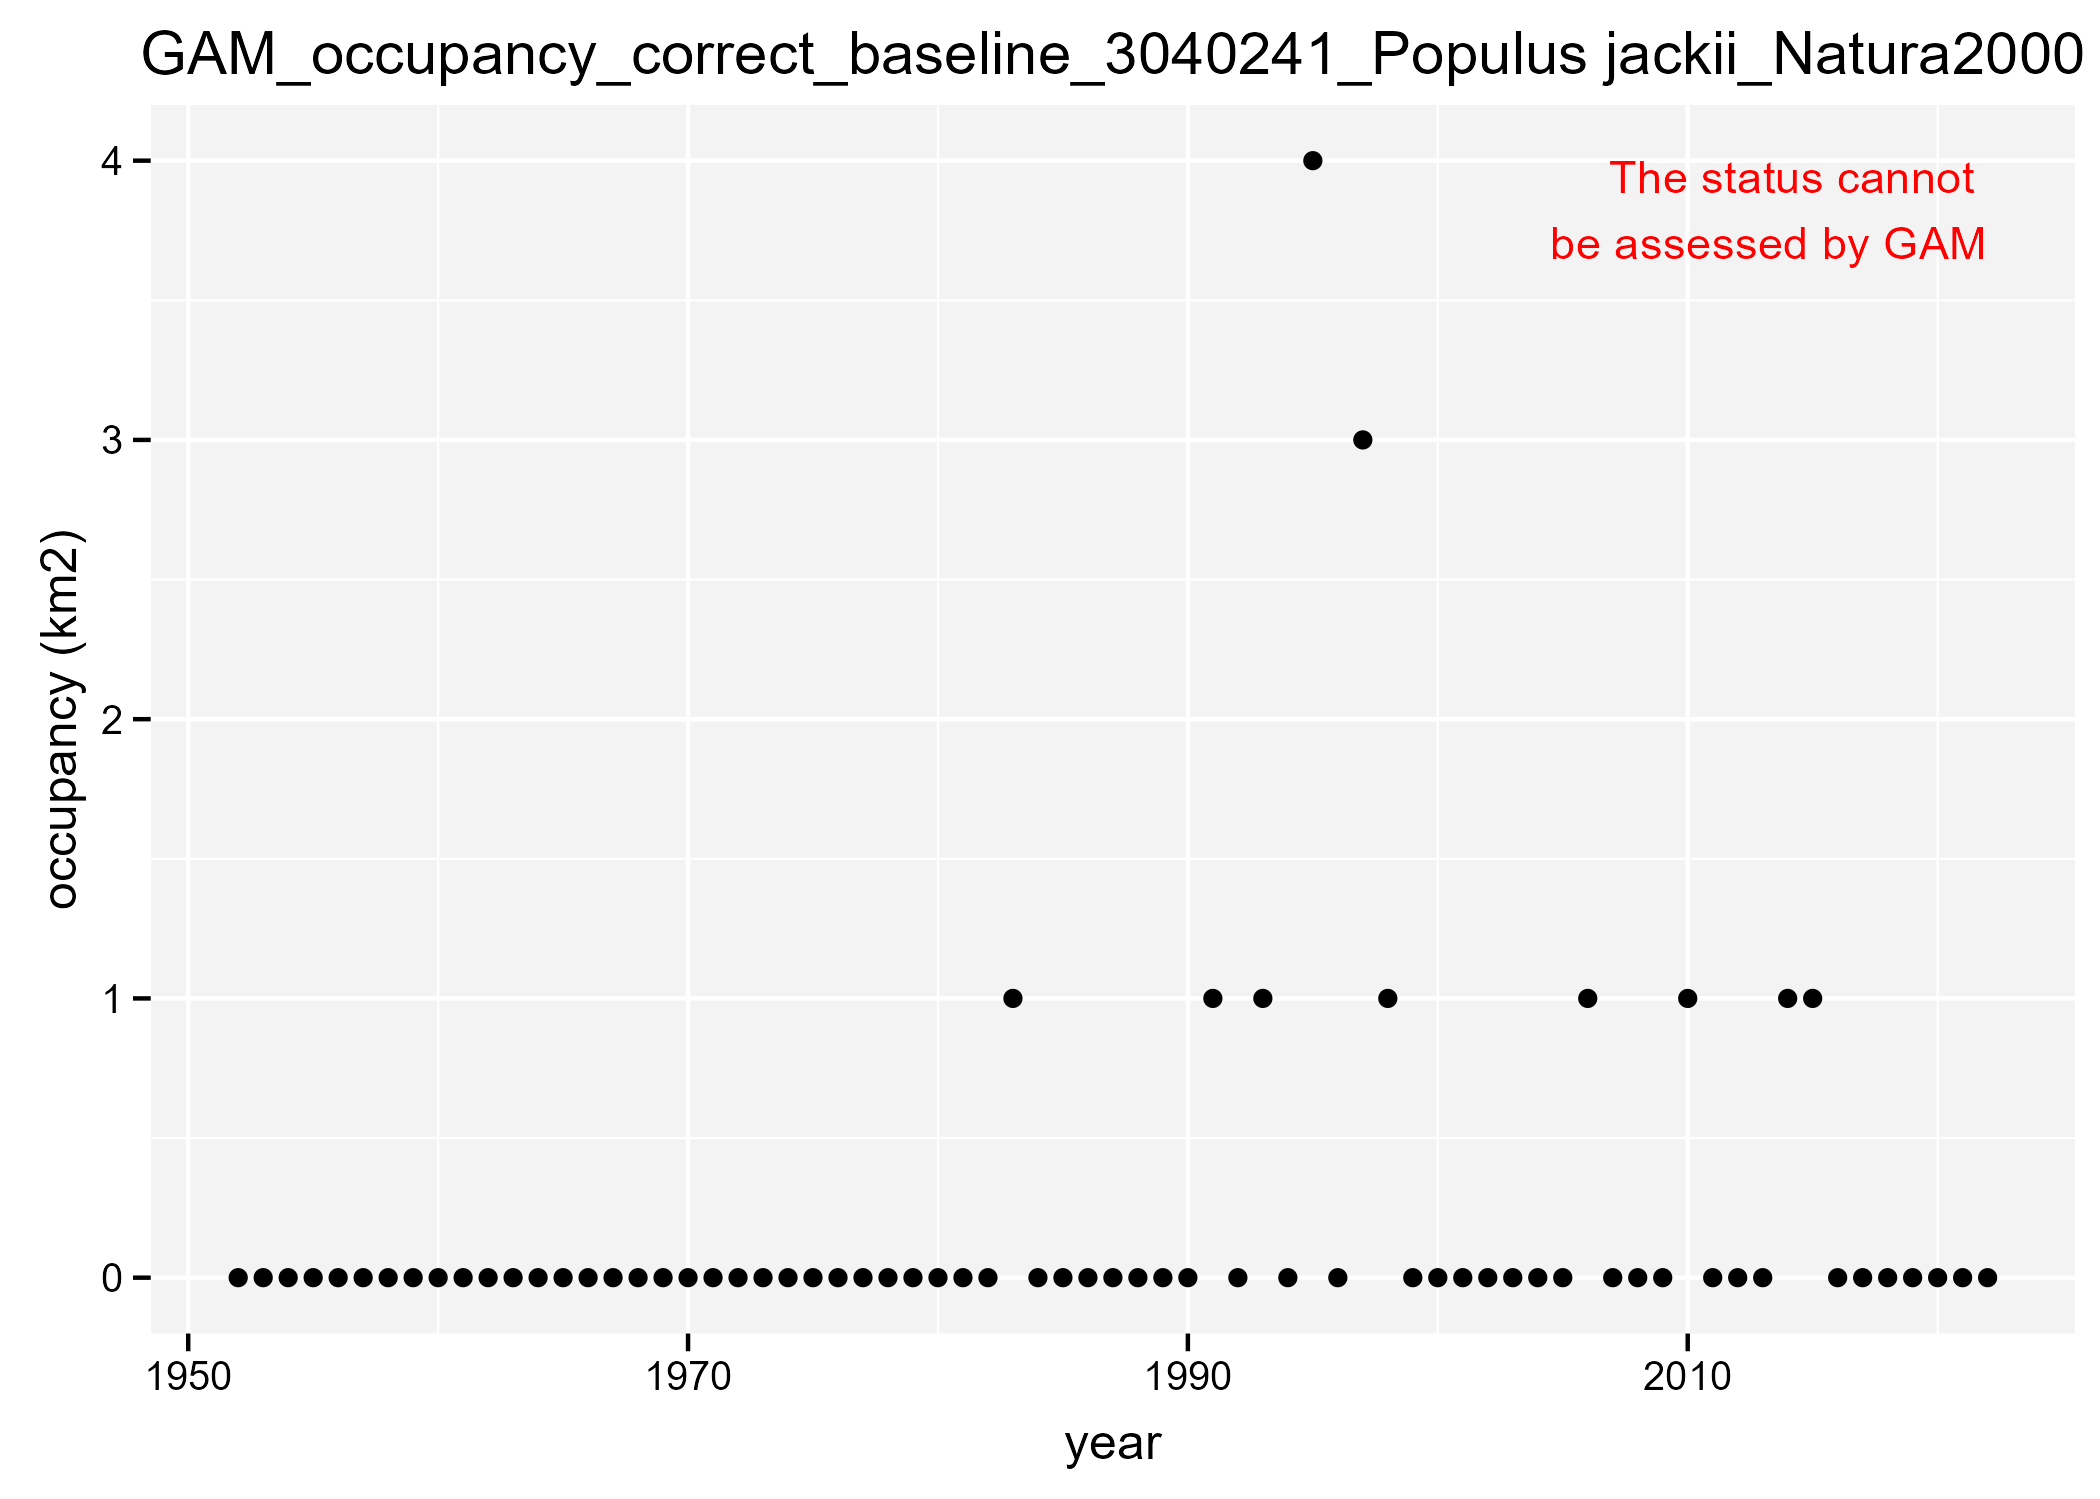 GAM_occupancy_correct_baseline_3040241_Populus jackii_Natura2000
The status cannot
be assessed by GAM
4
3
2
1
0
occupancy (km2)
1950
1970
1990
2010
year